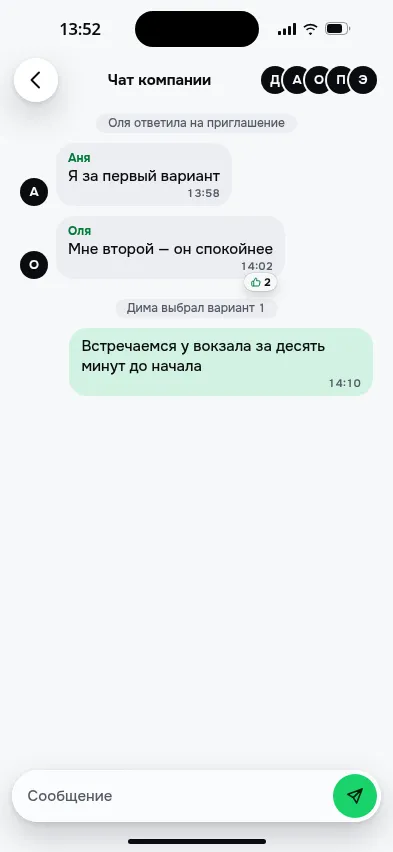 13:52
Чат компании
Д А О П Э
Оля ответила на приглашение
Аня
Я за первый вариант
13:58
А
Оля
Мне второй — он спокойнее
14:02
О
2
Дима выбрал вариант 1
Встречаемся у вокзала за десять
минут до начала
14:10
Сообщение